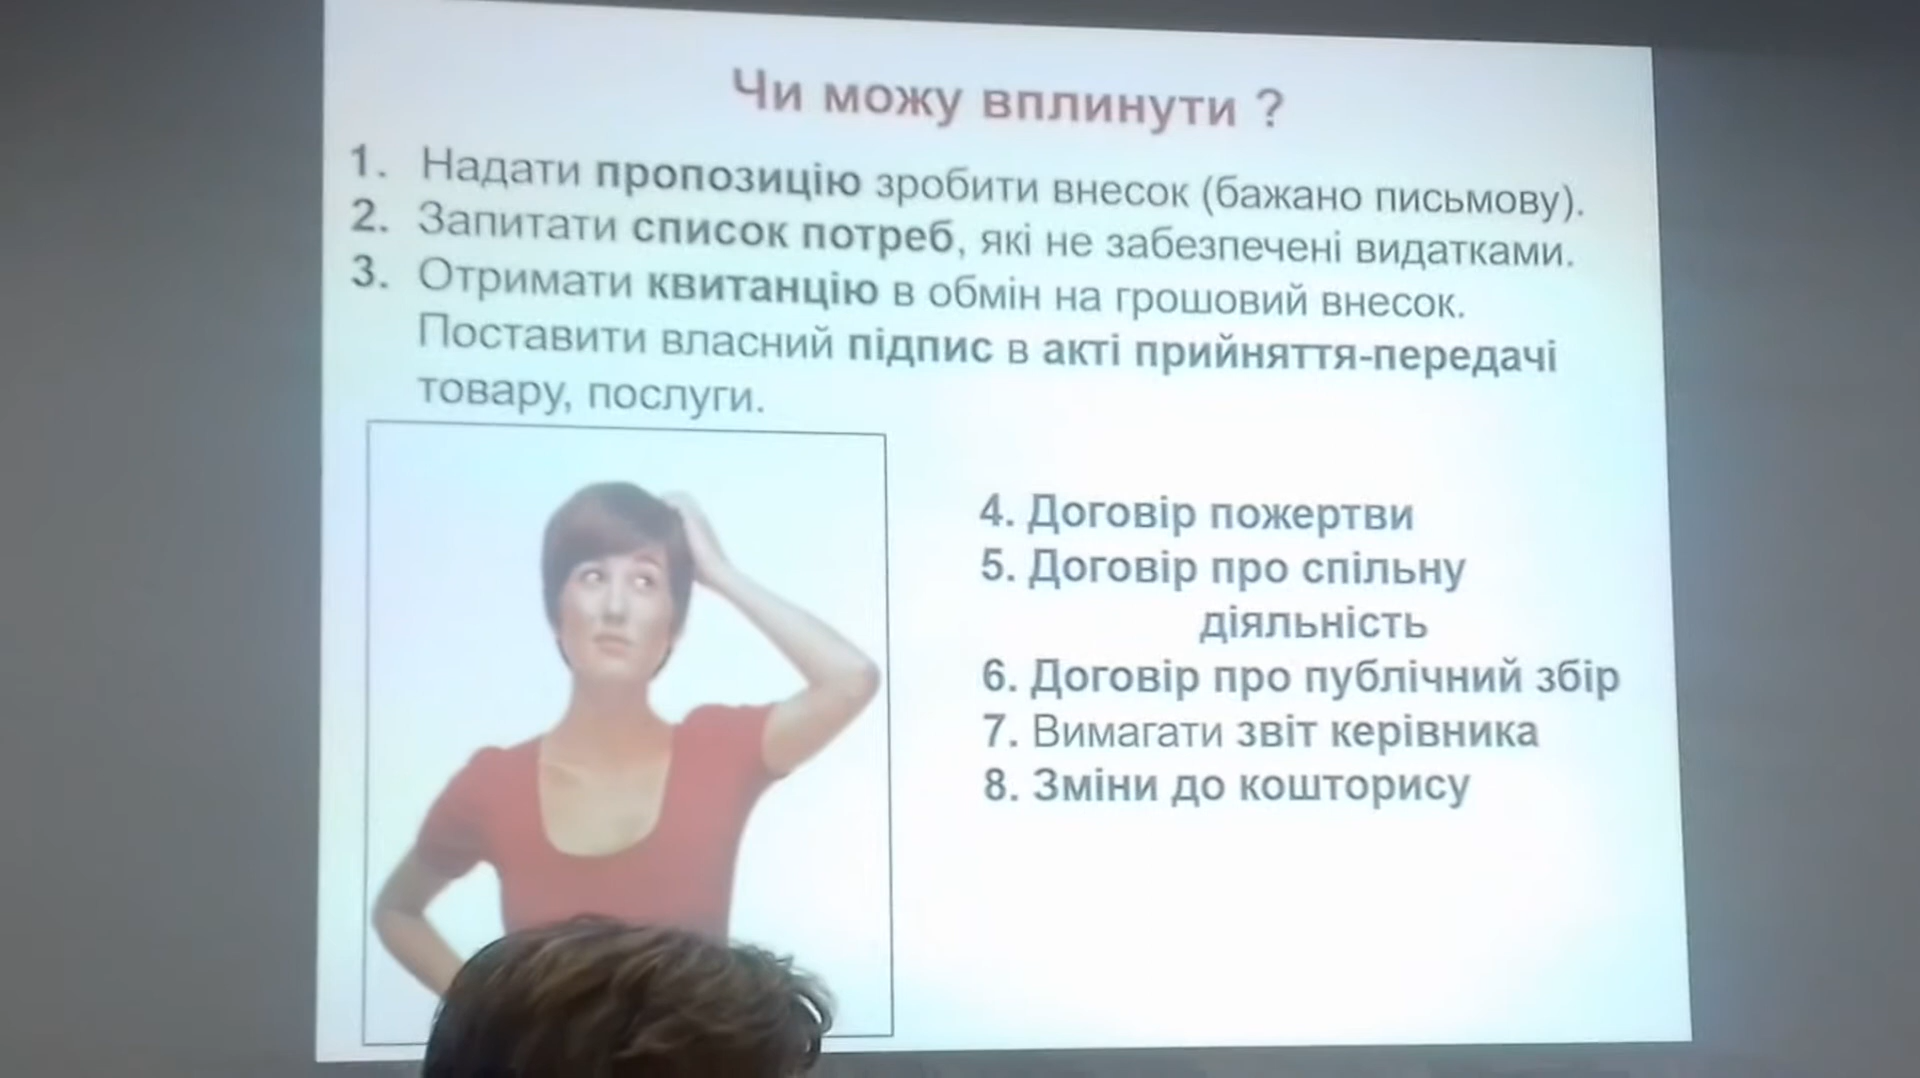 Чи можу вплинути ?
1. Надати пропозицію зробити внесок (бажано письмову).
2. Запитати список потреб, які не забезпечені видатками.
3. Отримати квитанцію в обмін на грошовий внесок.
Поставити власний підпис в акті прийняття-передачі
товару, послуги.
4. Договір пожертви
5. Договір про спільну
діяльність
6. Договір про публічний збір
7. Вимагати звіт керівника
8. Зміни до кошторису